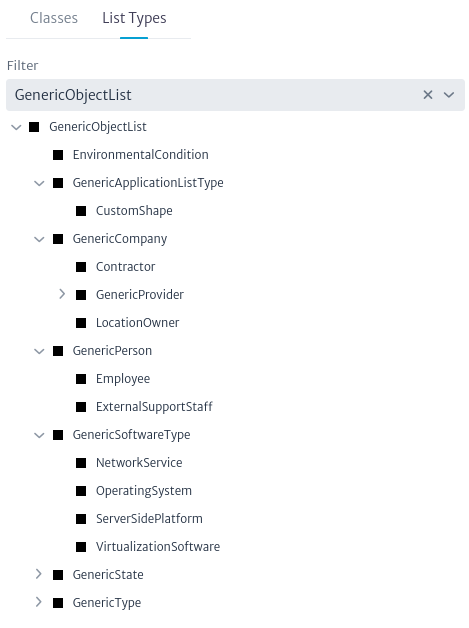 Classes List Types
Filter
GenericObjectList
GenericObjectList
EnvironmentalCondition
GenericApplicationListType
CustomShape
GenericCompany
Contractor
GenericProvider
LocationOwner
GenericPerson
Employee
ExternalSupportStaff
GenericSoftwareType
NetworkService
OperatingSystem
ServerSidePlatform
VirtualizationSoftware
GenericState
GenericType